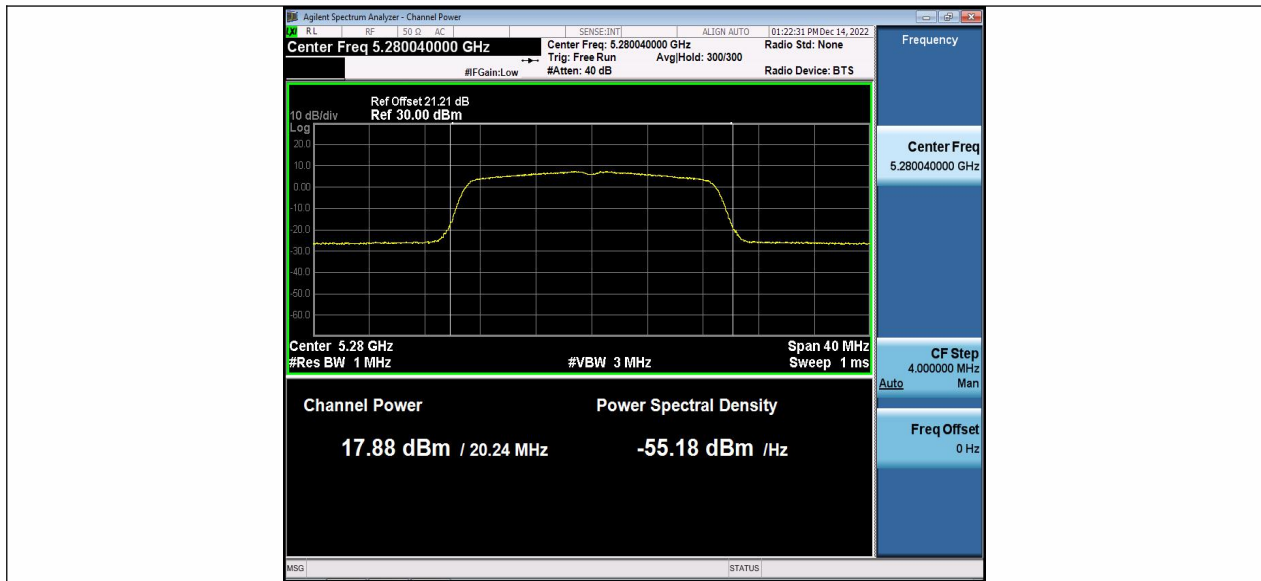 Agilent Spectrum Analyzer - Channel Power
RL RF 50 Ω AC SENSE:INT ALIGN AUTO 01:22:31 PM Dec 14, 2022
Center Freq 5.280040000 GHz
Center Freq: 5.280040000 GHz Radio Std: None
Trig: Free Run Avg|Hold: 300/300
#IFGain:Low #Atten: 40 dB Radio Device: BTS
Ref Offset 21.21 dB
10 dB/div Ref 30.00 dBm
Log
20.0
10.0
0.00
-10.0
-20.0
-30.0
-40.0
-50.0
-60.0
Center 5.28 GHz Span 40 MHz
#Res BW 1 MHz #VBW 3 MHz Sweep 1 ms
Channel Power Power Spectral Density
17.88 dBm / 20.24 MHz -55.18 dBm /Hz
MSG STATUS
Frequency
Center Freq
5.280040000 GHz
CF Step
4.000000 MHz
Auto Man
Freq Offset
0 Hz